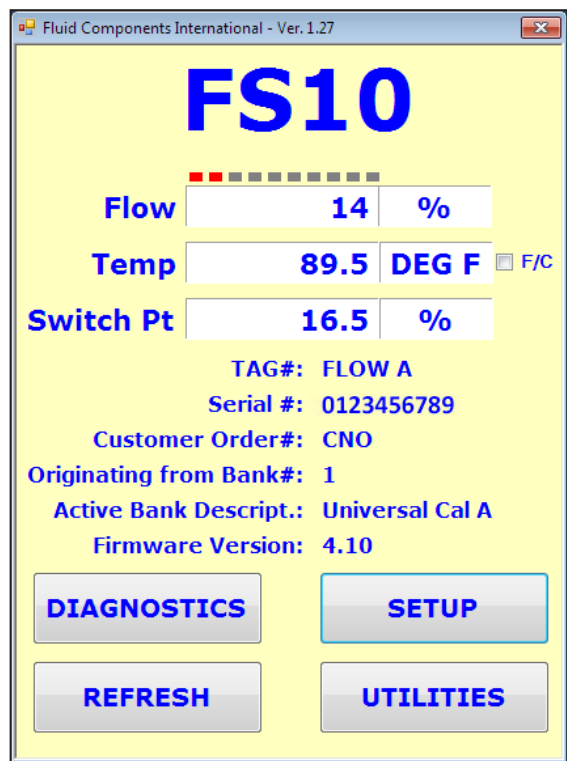 Fluid Components International - Ver. 1.27
FS10
Flow 14 %
Temp 89.5 DEG F F/C
Switch Pt 16.5 %
TAG#: FLOW A
Serial #: 0123456789
Customer Order#: CNO
Originating from Bank#: 1
Active Bank Descript.: Universal Cal A
Firmware Version: 4.10
DIAGNOSTICS SETUP
REFRESH UTILITIES